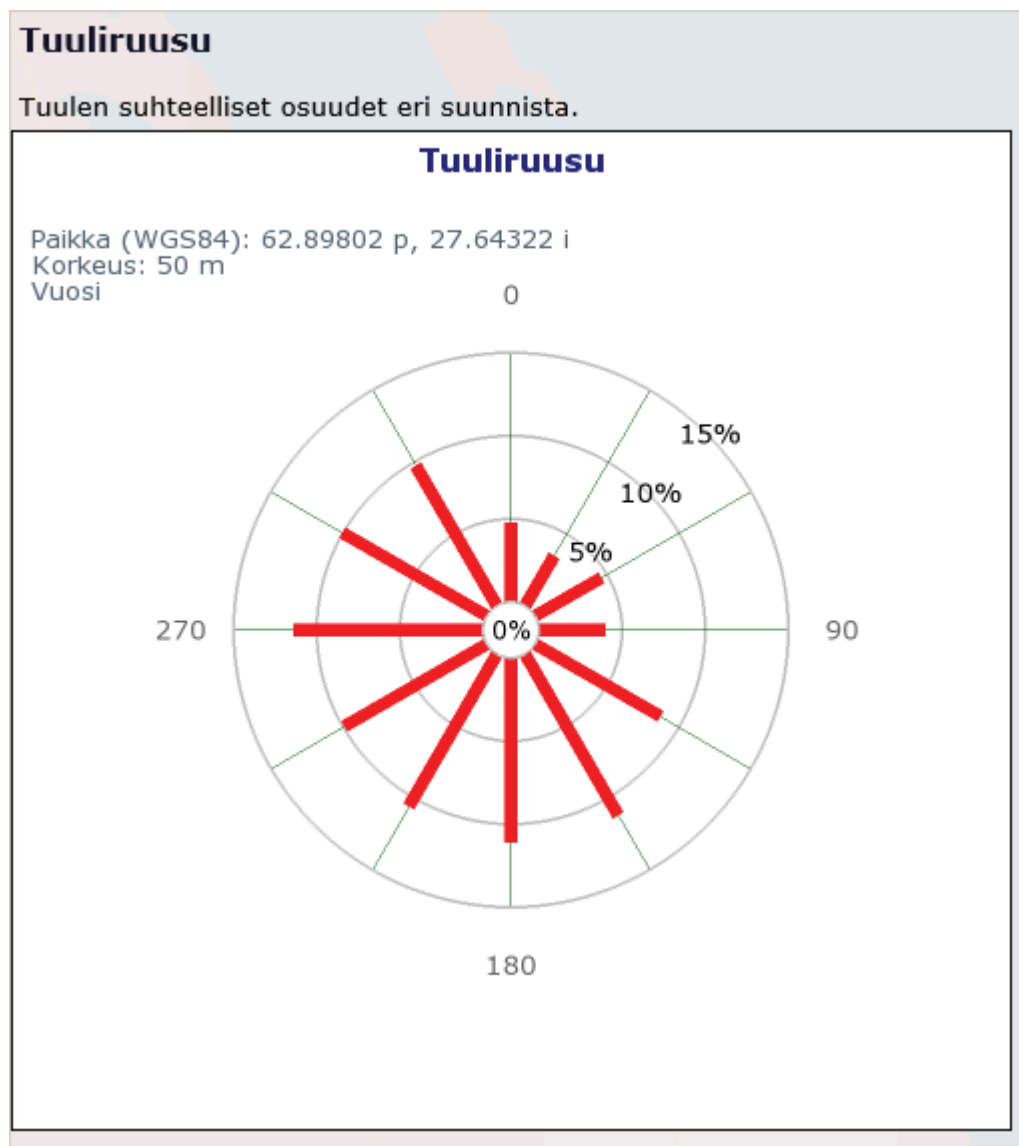 Tuuliruusu
Tuulen suhteelliset osuudet eri suunnista.
Tuuliruusu
Paikka (WGS84): 62.89802 p, 27.64322 i
Korkeus: 50 m
Vuosi
0
15%
10%
5%
270
0%
90
180